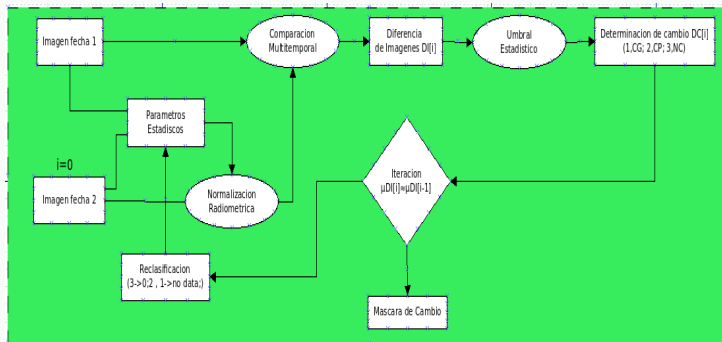 Imagen fecha 1
Comparacion
Multitemporal
Diferencia
de Imagenes DI[i]
Umbral
Estadistico
Determinacion de cambio DC[i]
(1,CG; 2,CP; 3,NC)
Parametros
Estadiscos
i=0
Imagen fecha 2
Normalizacion
Radiometrica
Iteracion
µDI[i]≈µDI[i-1]
Reclasificacion
(3->0;2 , 1->no data;)
Mascara de Cambio